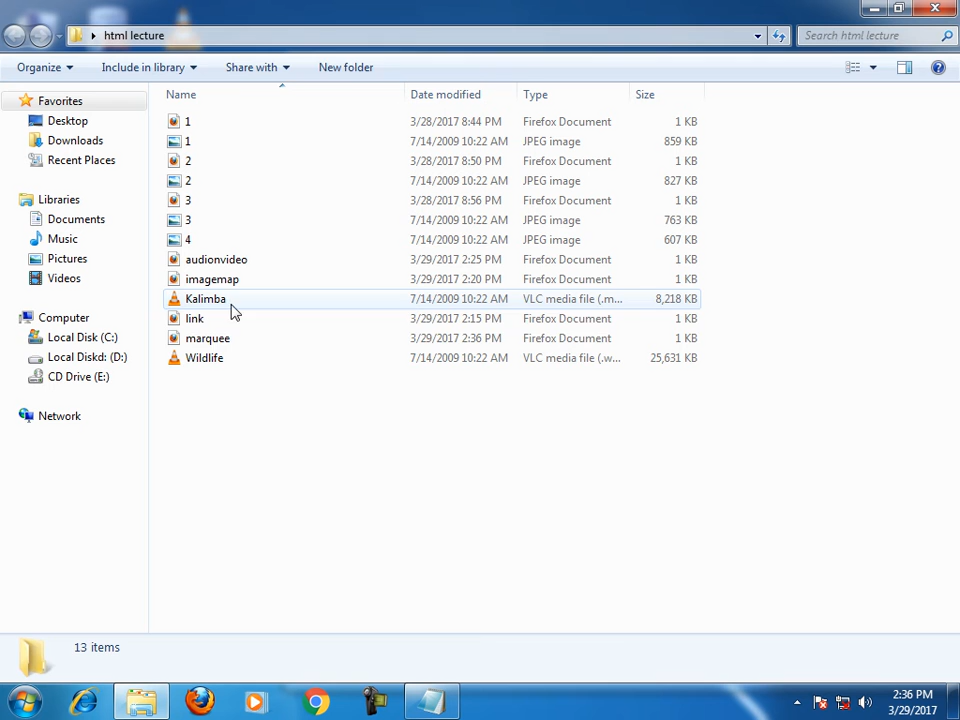 html lecture
Search html lecture
Organize Include in library Share with New folder
Name Date modified Type Size
Favorites
Desktop
Downloads
Recent Places
Libraries
Documents
Music
Pictures
Videos
Computer
Local Disk (C:)
Local Diskd: (D:)
CD Drive (E:)
Network
1 3/28/2017 8:44 PM Firefox Document 1 KB
1 7/14/2009 10:22 AM JPEG image 859 KB
2 3/28/2017 8:50 PM Firefox Document 1 KB
2 7/14/2009 10:22 AM JPEG image 827 KB
3 3/28/2017 8:56 PM Firefox Document 1 KB
3 7/14/2009 10:22 AM JPEG image 763 KB
4 7/14/2009 10:22 AM JPEG image 607 KB
audionvideo 3/29/2017 2:25 PM Firefox Document 1 KB
imagemap 3/29/2017 2:20 PM Firefox Document 1 KB
Kalimba 7/14/2009 10:22 AM VLC media file (.m... 8,218 KB
link 3/29/2017 2:15 PM Firefox Document 1 KB
marquee 3/29/2017 2:36 PM Firefox Document 1 KB
Wildlife 7/14/2009 10:22 AM VLC media file (.w... 25,631 KB
13 items
2:36 PM
3/29/2017